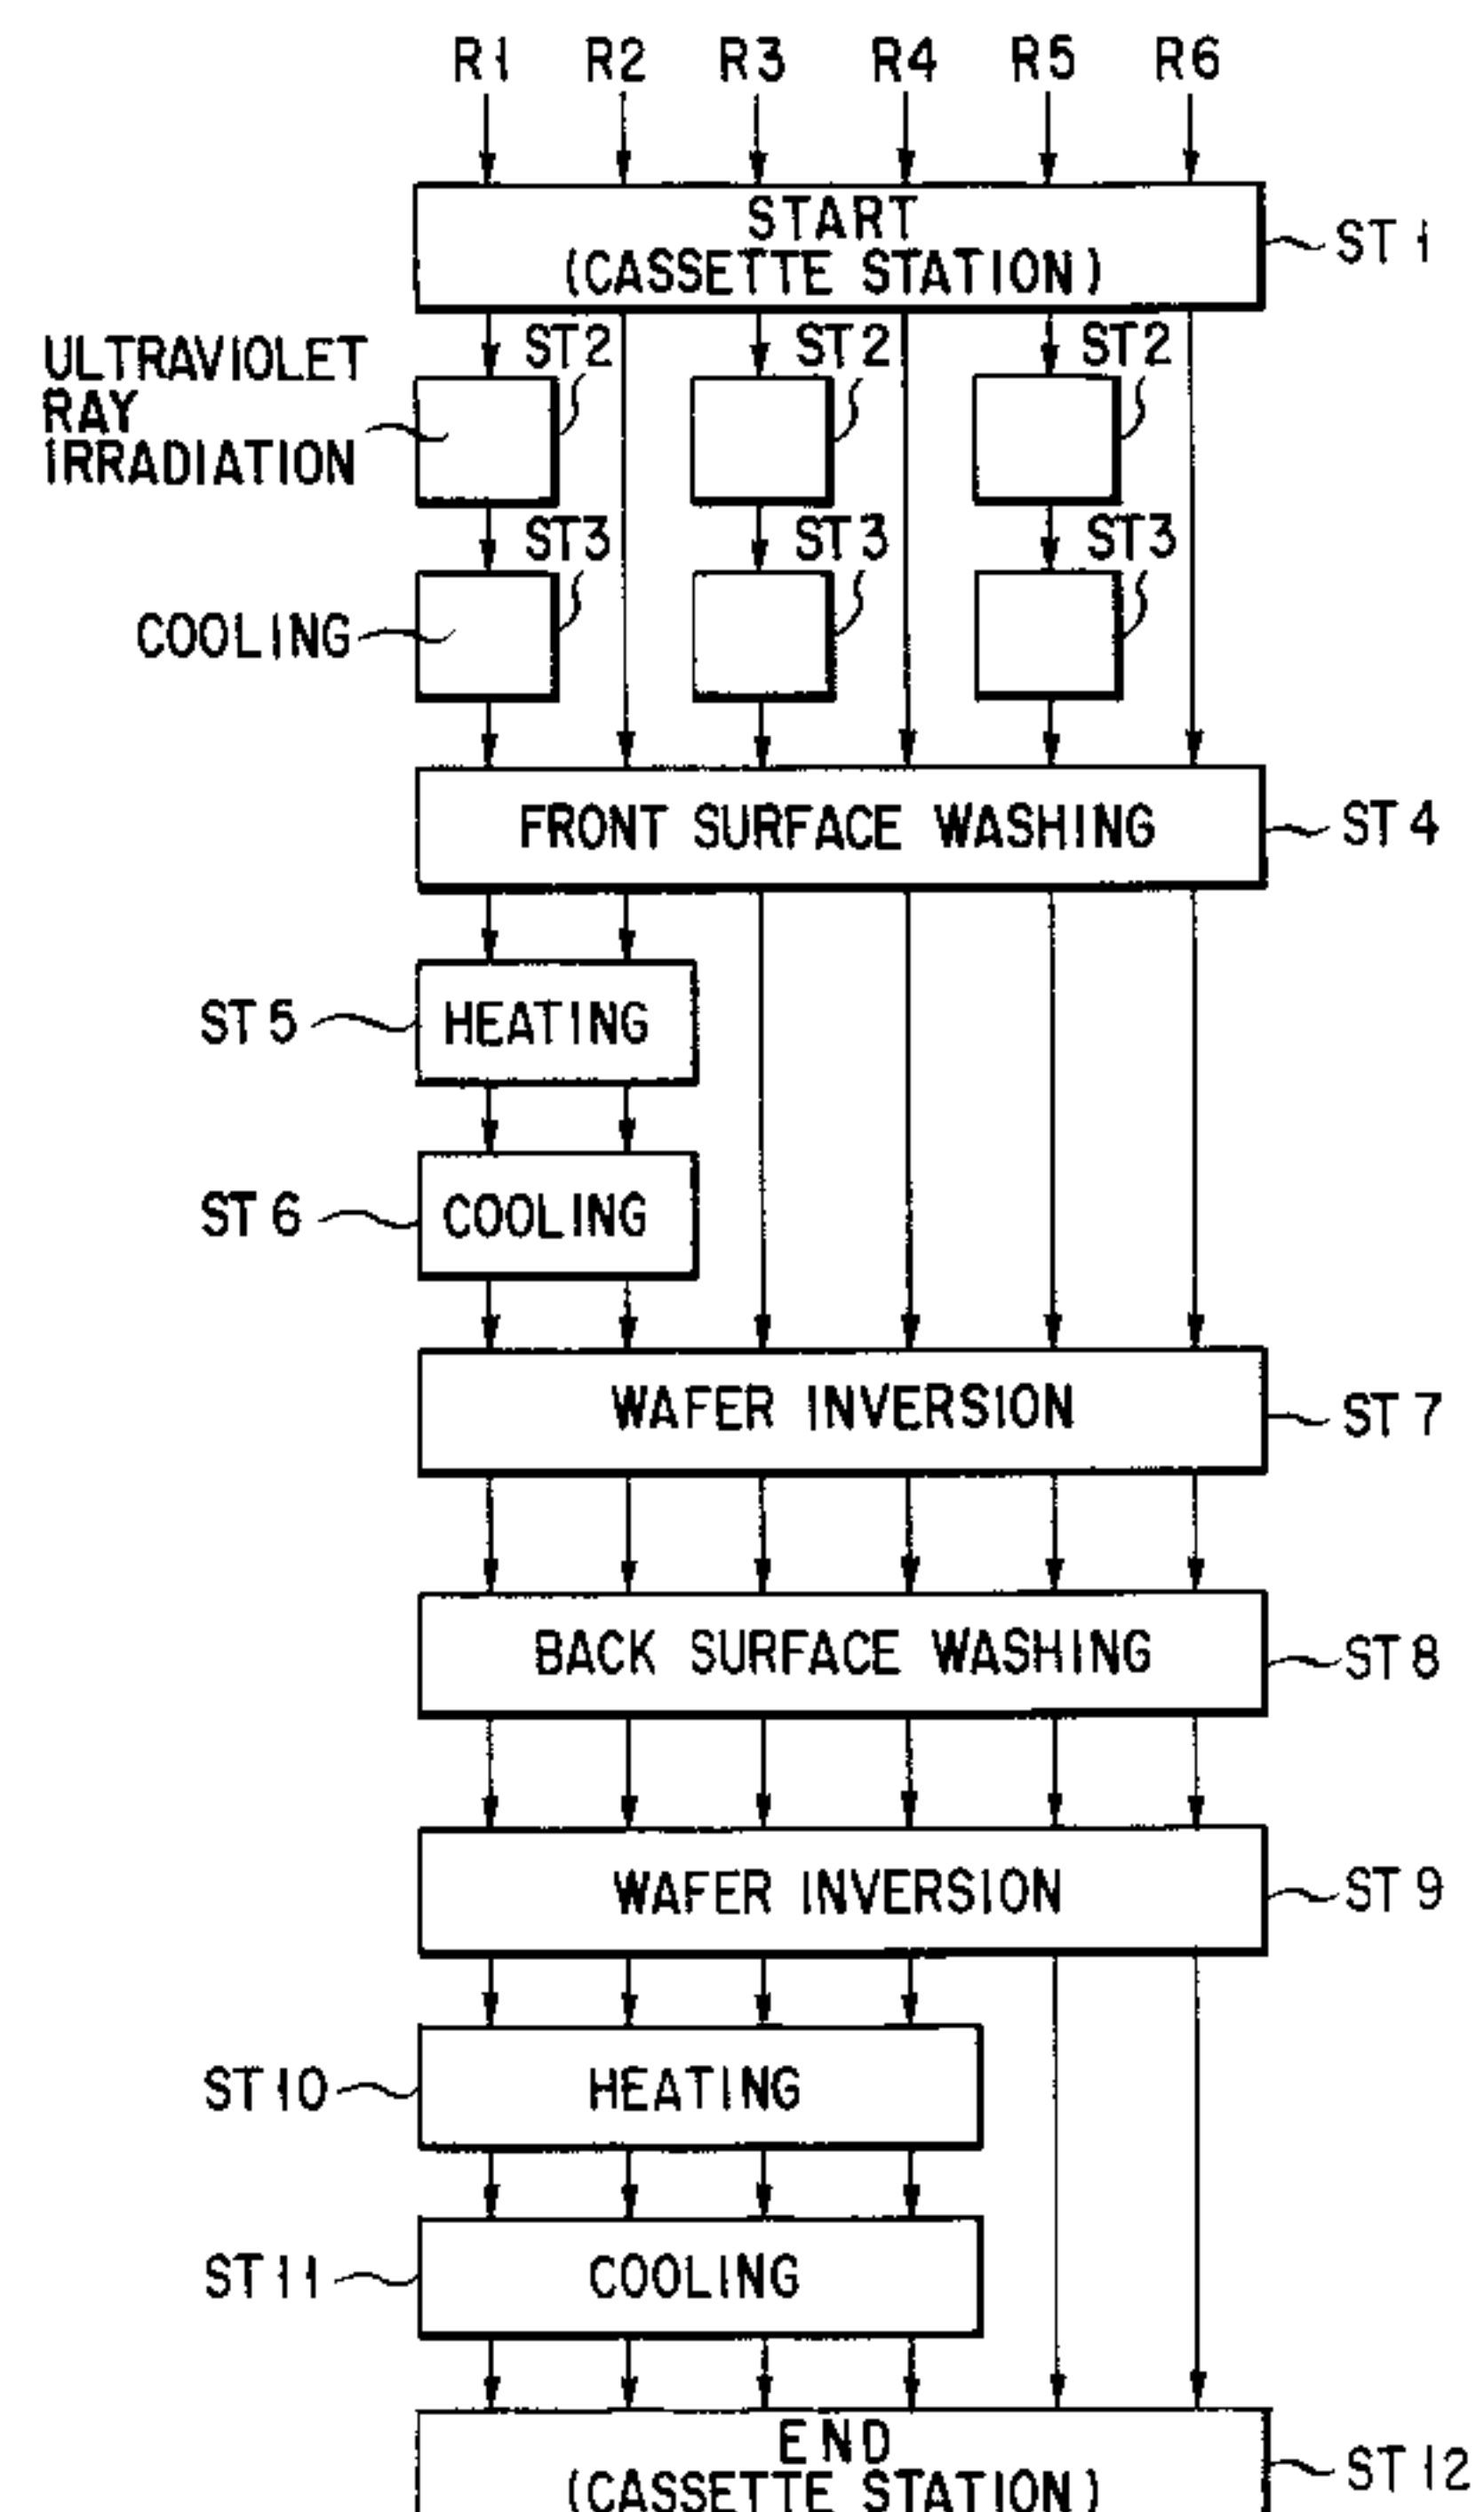 R1 R2 R3 R4 R5 R6
START
(CASSETTE STATION)
ST1
ULTRAVIOLET
RAY
IRRADIATION
ST2 ST2 ST2
ST3 ST3 ST3
COOLING
FRONT SURFACE WASHING
ST4
ST5
HEATING
ST6
COOLING
WAFER INVERSION
ST7
BACK SURFACE WASHING
ST8
WAFER INVERSION
ST9
ST10
HEATING
ST11
COOLING
END
(CASSETTE STATION)
ST12